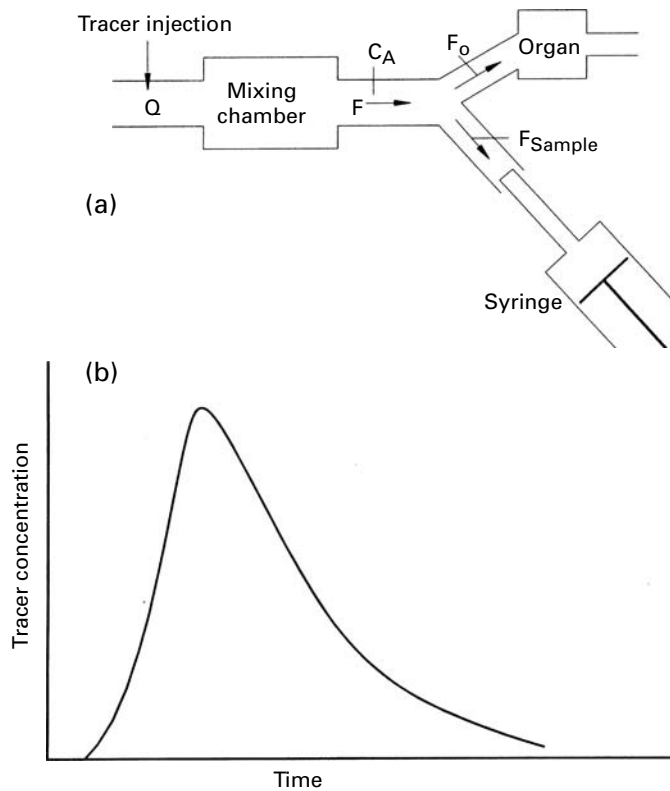 Tracer injection
Q
Mixing
chamber
C_A
F
F_o
Organ
F_Sample
(a)
Syringe
(b)
Tracer concentration
Time